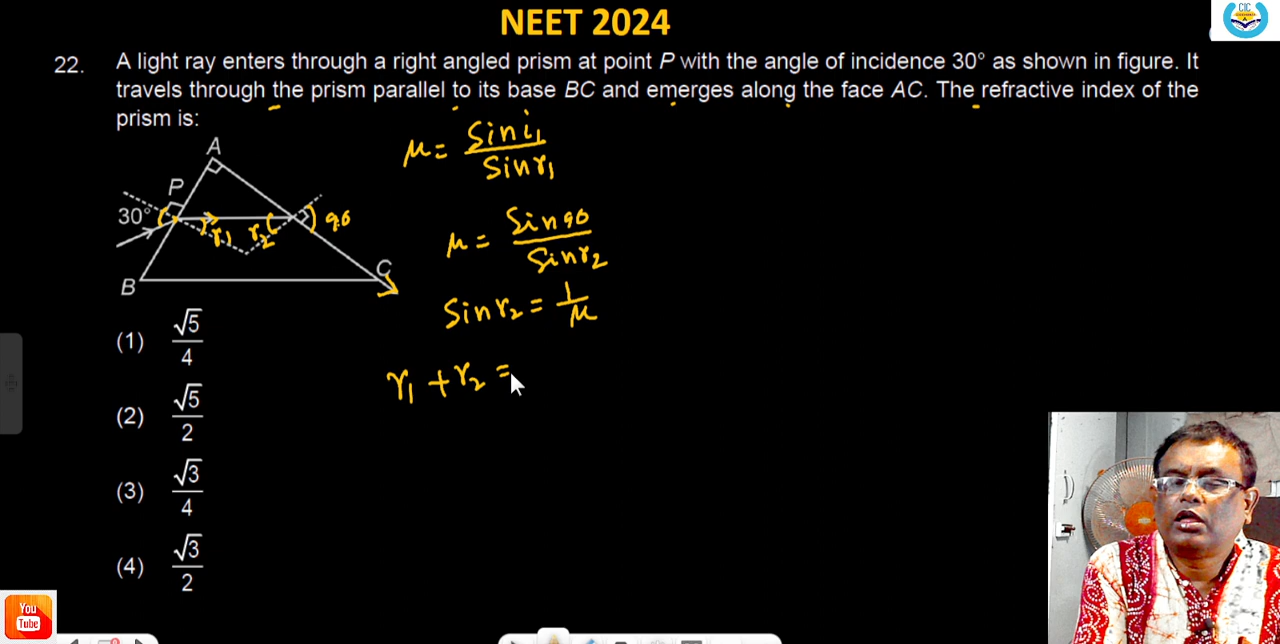 NEET 2024
CIC
22. A light ray enters through a right angled prism at point P with the angle of incidence 30° as shown in figure. It
travels through the prism parallel to its base BC and emerges along the face AC. The refractive index of the
prism is:
μ = Sin i₁ / Sin r₁
A
P
30°
r₁
r₂
90
B
C
μ = Sin 90 / Sin r₂
Sin r₂ = 1/μ
r₁ + r₂ =
(1) √5/4
(2) √5/2
(3) √3/4
(4) √3/2
You
Tube